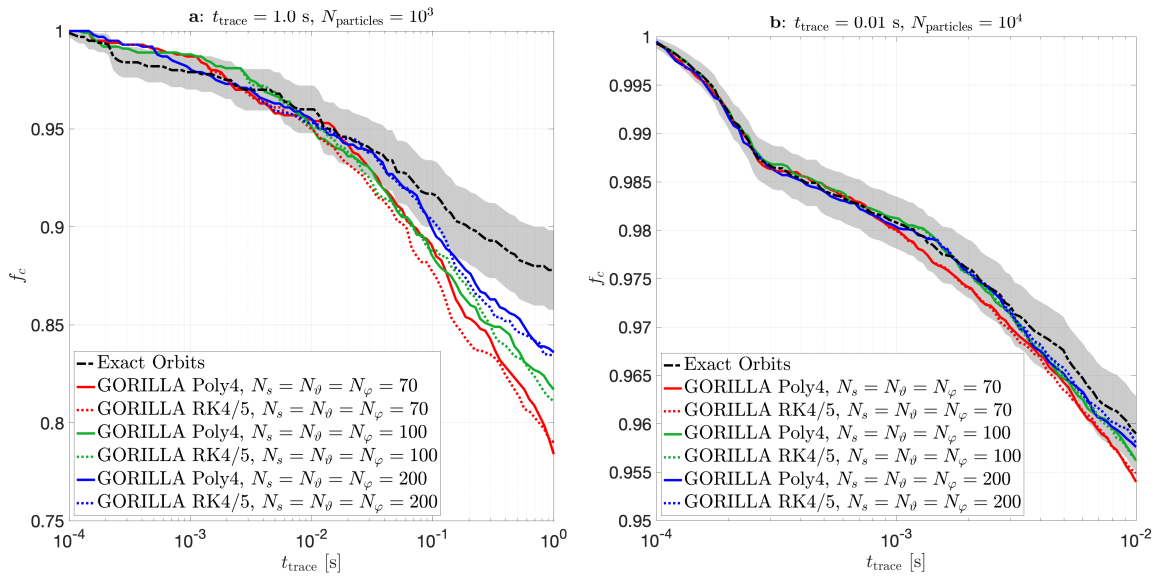 a: t_trace = 1.0 s, N_particles = 10^3
1
0.95
0.9
0.85
0.8
0.75
f_c
10^-4
10^-3
10^-2
10^-1
10^0
t_trace [s]
Exact Orbits
GORILLA Poly4, N_s = N_ϑ = N_φ = 70
GORILLA RK4/5, N_s = N_ϑ = N_φ = 70
GORILLA Poly4, N_s = N_ϑ = N_φ = 100
GORILLA RK4/5, N_s = N_ϑ = N_φ = 100
GORILLA Poly4, N_s = N_ϑ = N_φ = 200
GORILLA RK4/5, N_s = N_ϑ = N_φ = 200
b: t_trace = 0.01 s, N_particles = 10^4
1
0.995
0.99
0.985
0.98
0.975
0.97
0.965
0.96
0.955
0.95
f_c
10^-4
10^-3
10^-2
t_trace [s]
Exact Orbits
GORILLA Poly4, N_s = N_ϑ = N_φ = 70
GORILLA RK4/5, N_s = N_ϑ = N_φ = 70
GORILLA Poly4, N_s = N_ϑ = N_φ = 100
GORILLA RK4/5, N_s = N_ϑ = N_φ = 100
GORILLA Poly4, N_s = N_ϑ = N_φ = 200
GORILLA RK4/5, N_s = N_ϑ = N_φ = 200